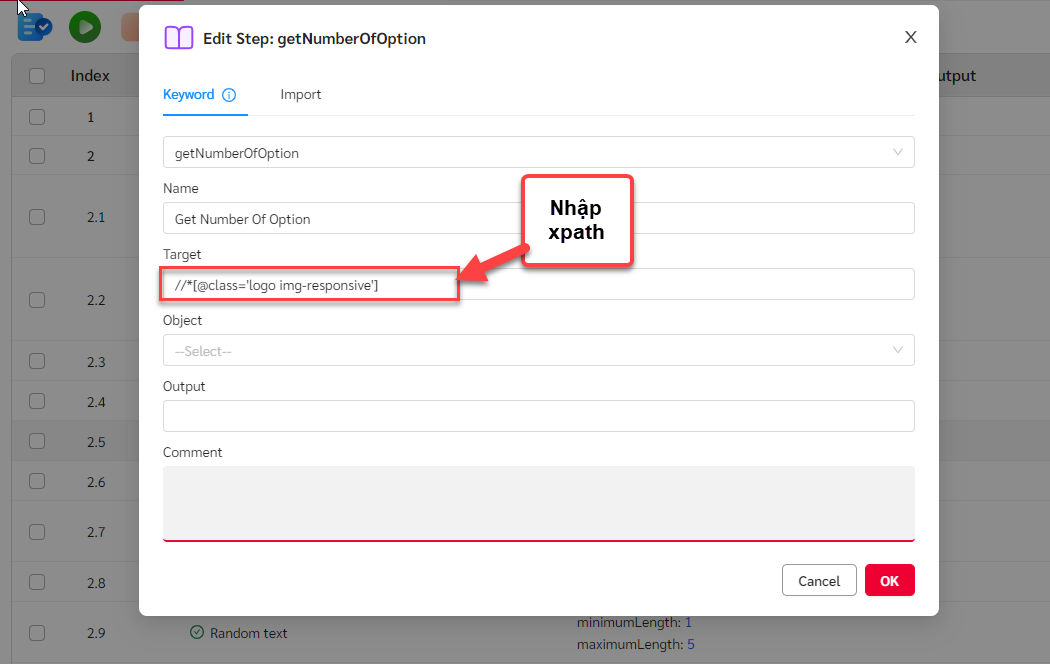 Edit Step: getNumberOfOption
X
Keyword
Import
Index
utput
1
2
2.1
2.2
2.3
2.4
2.5
2.6
2.7
2.8
2.9
getNumberOfOption
Name
Get Number Of Option
Nhập
xpath
Target
//*[@class='logo img-responsive']
Object
--Select--
Output
Comment
Cancel
OK
Random text
minimumLength: 1
maximumLength: 5